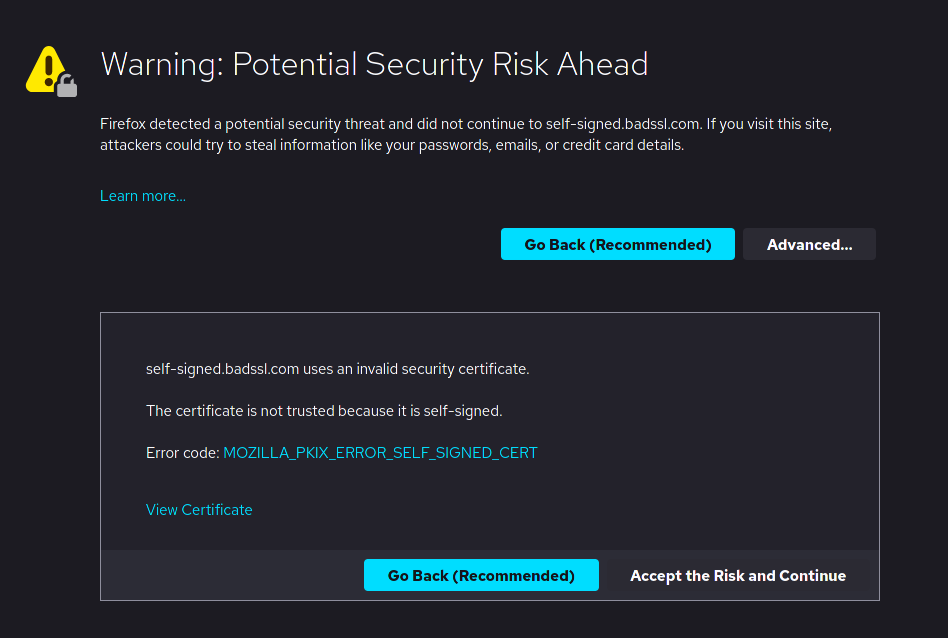 Warning: Potential Security Risk Ahead
Firefox detected a potential security threat and did not continue to self-signed.badssl.com. If you visit this site,
attackers could try to steal information like your passwords, emails, or credit card details.
Learn more…
Go Back (Recommended)
Advanced…
self-signed.badssl.com uses an invalid security certificate.
The certificate is not trusted because it is self-signed.
Error code: MOZILLA_PKIX_ERROR_SELF_SIGNED_CERT
View Certificate
Go Back (Recommended)
Accept the Risk and Continue